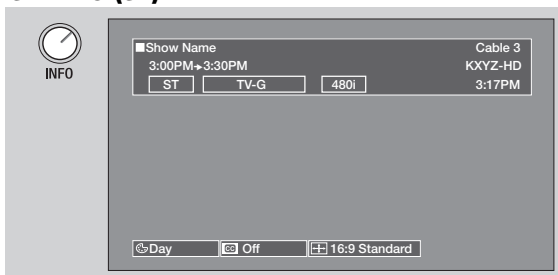 INFO
■Show Name Cable 3
3:00PM→3:30PM KXYZ-HD
ST TV-G 480i 3:17PM
Day CC Off 16:9 Standard